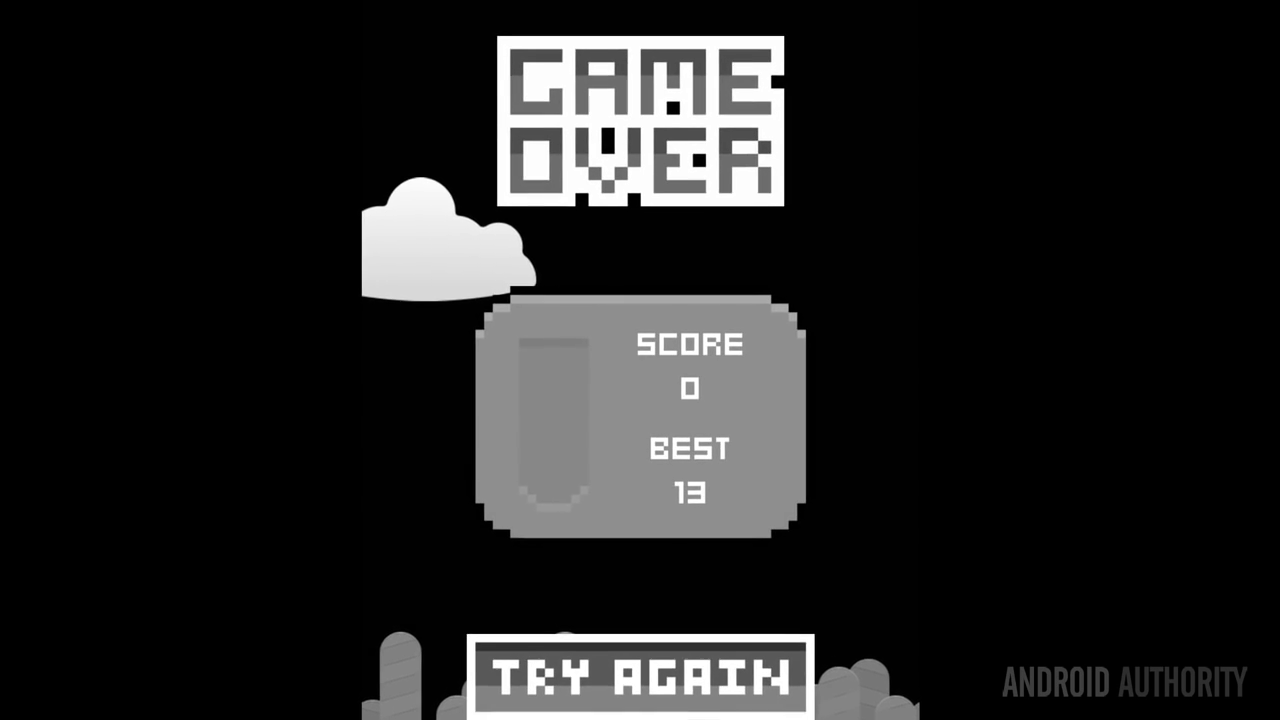 GAME
OVER
SCORE
0
BEST
13
TRY AGAIN
ANDROID AUTHORITY